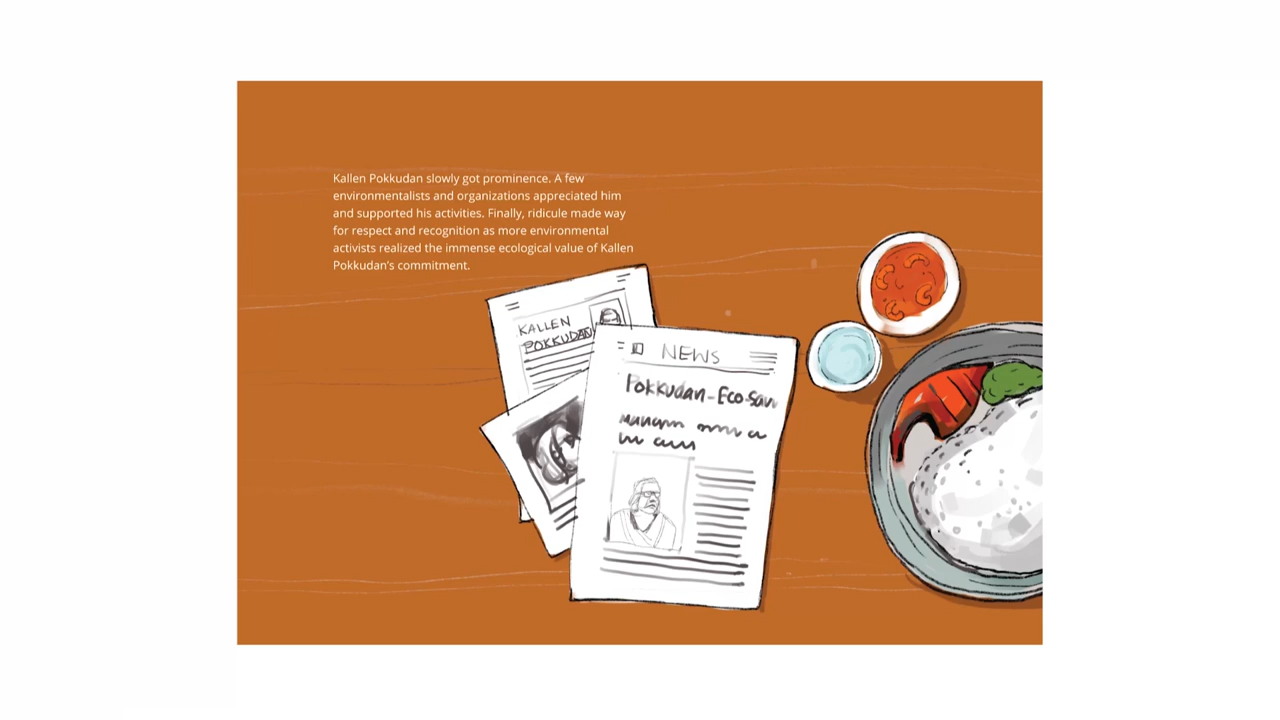 Kallen Pokkudan slowly got prominence. A few
environmentalists and organizations appreciated him
and supported his activities. Finally, ridicule made way
for respect and recognition as more environmental
activists realized the immense ecological value of Kallen
Pokkudan's commitment.
KALLEN
POKKUDAN
NEWS
Pokkudan-Eco-Sav